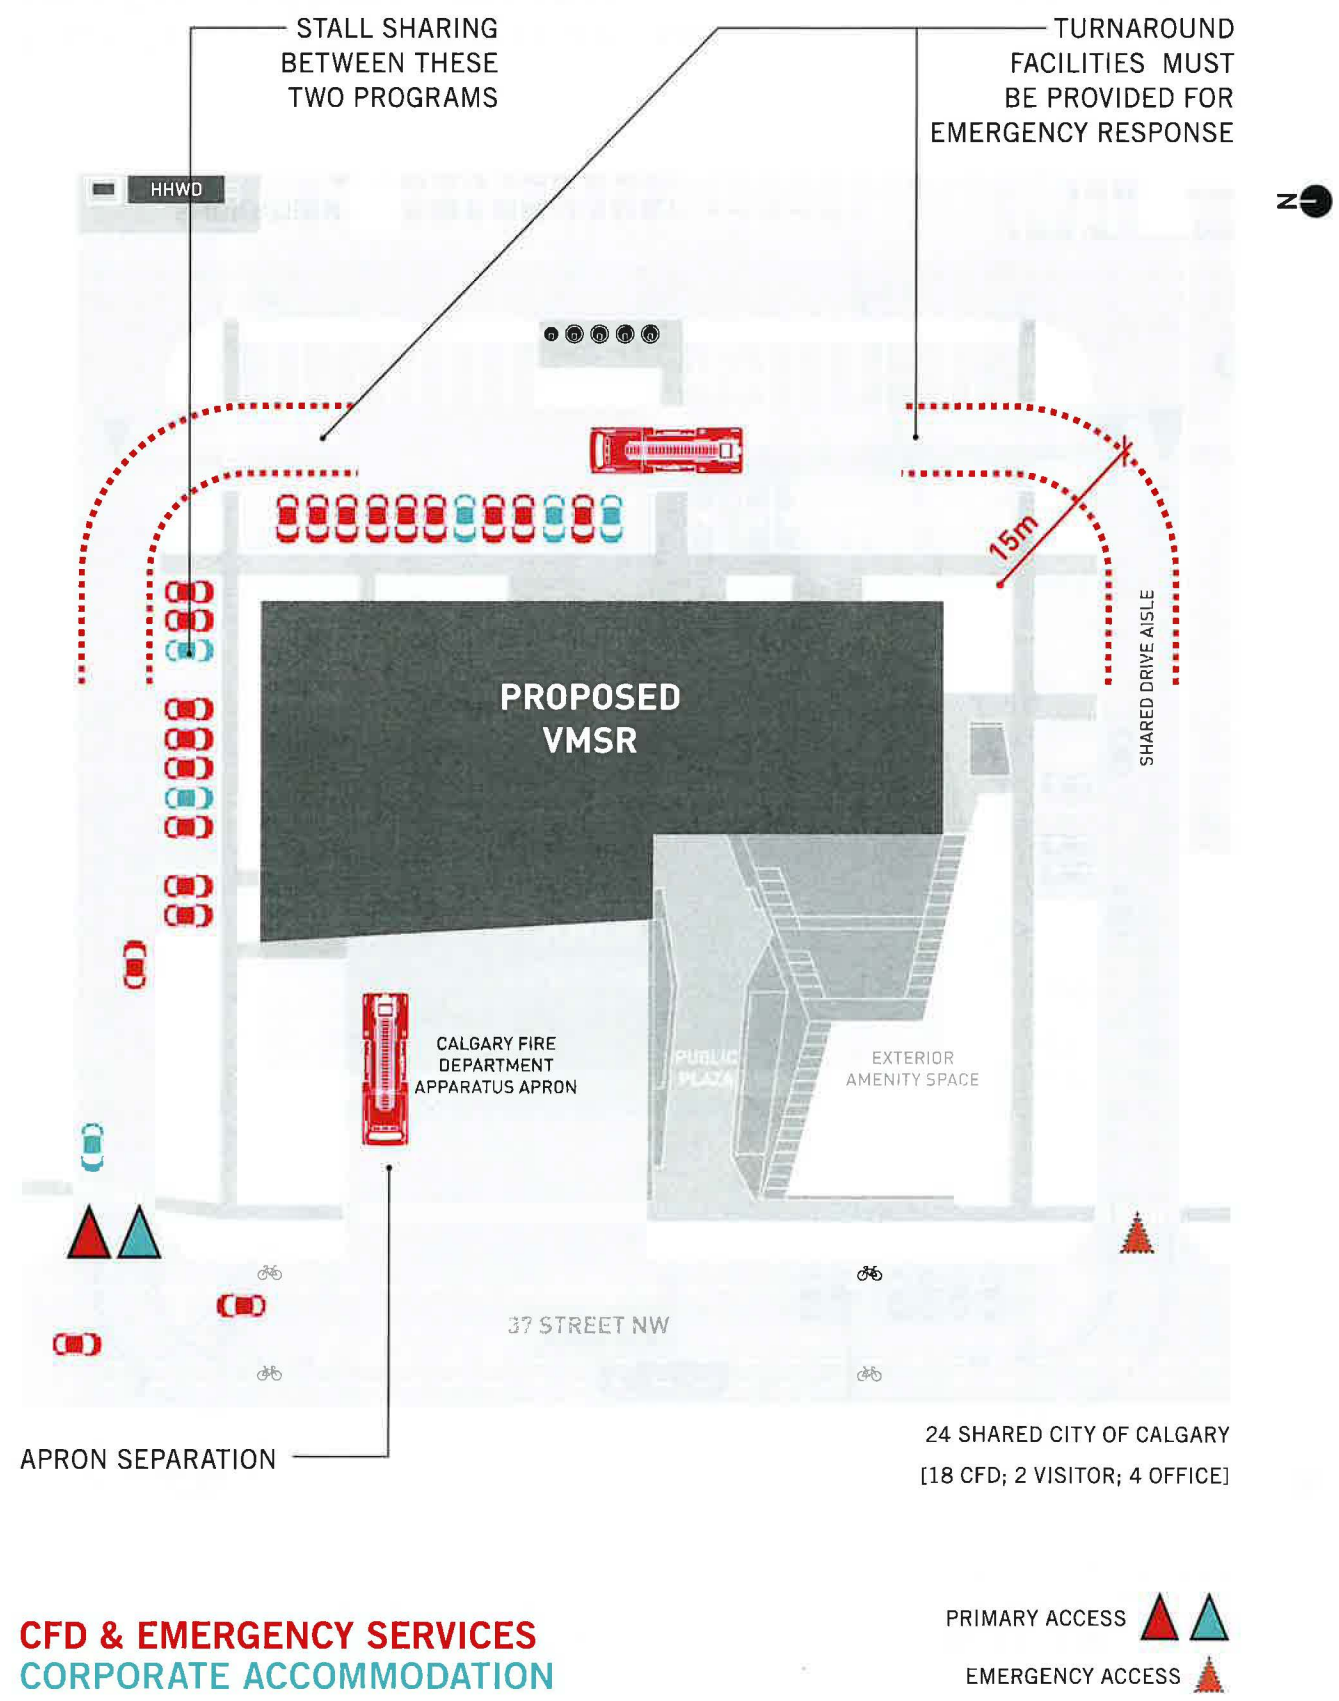 STALL SHARING
BETWEEN THESE
TWO PROGRAMS
TURNAROUND
FACILITIES MUST
BE PROVIDED FOR
EMERGENCY RESPONSE
HHWD
N
15m
SHARED DRIVE AISLE
PROPOSED
VMSR
CALGARY FIRE
DEPARTMENT
APPARATUS APRON
PUBLIC
PLAZA
EXTERIOR
AMENITY SPACE
37 STREET NW
APRON SEPARATION
24 SHARED CITY OF CALGARY
[18 CFD; 2 VISITOR; 4 OFFICE]
CFD & EMERGENCY SERVICES
CORPORATE ACCOMMODATION
PRIMARY ACCESS
EMERGENCY ACCESS